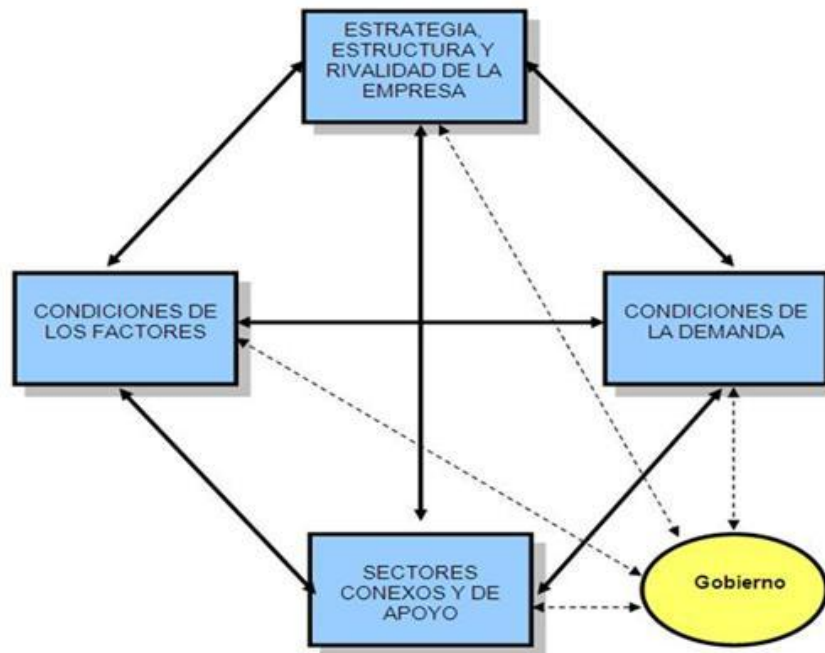 ESTRATEGIA,
ESTRUCTURA Y
RIVALIDAD DE LA
EMPRESA
CONDICIONES DE
LOS FACTORES
CONDICIONES DE
LA DEMANDA
SECTORES
CONEXOS Y DE
APOYO
Gobierno